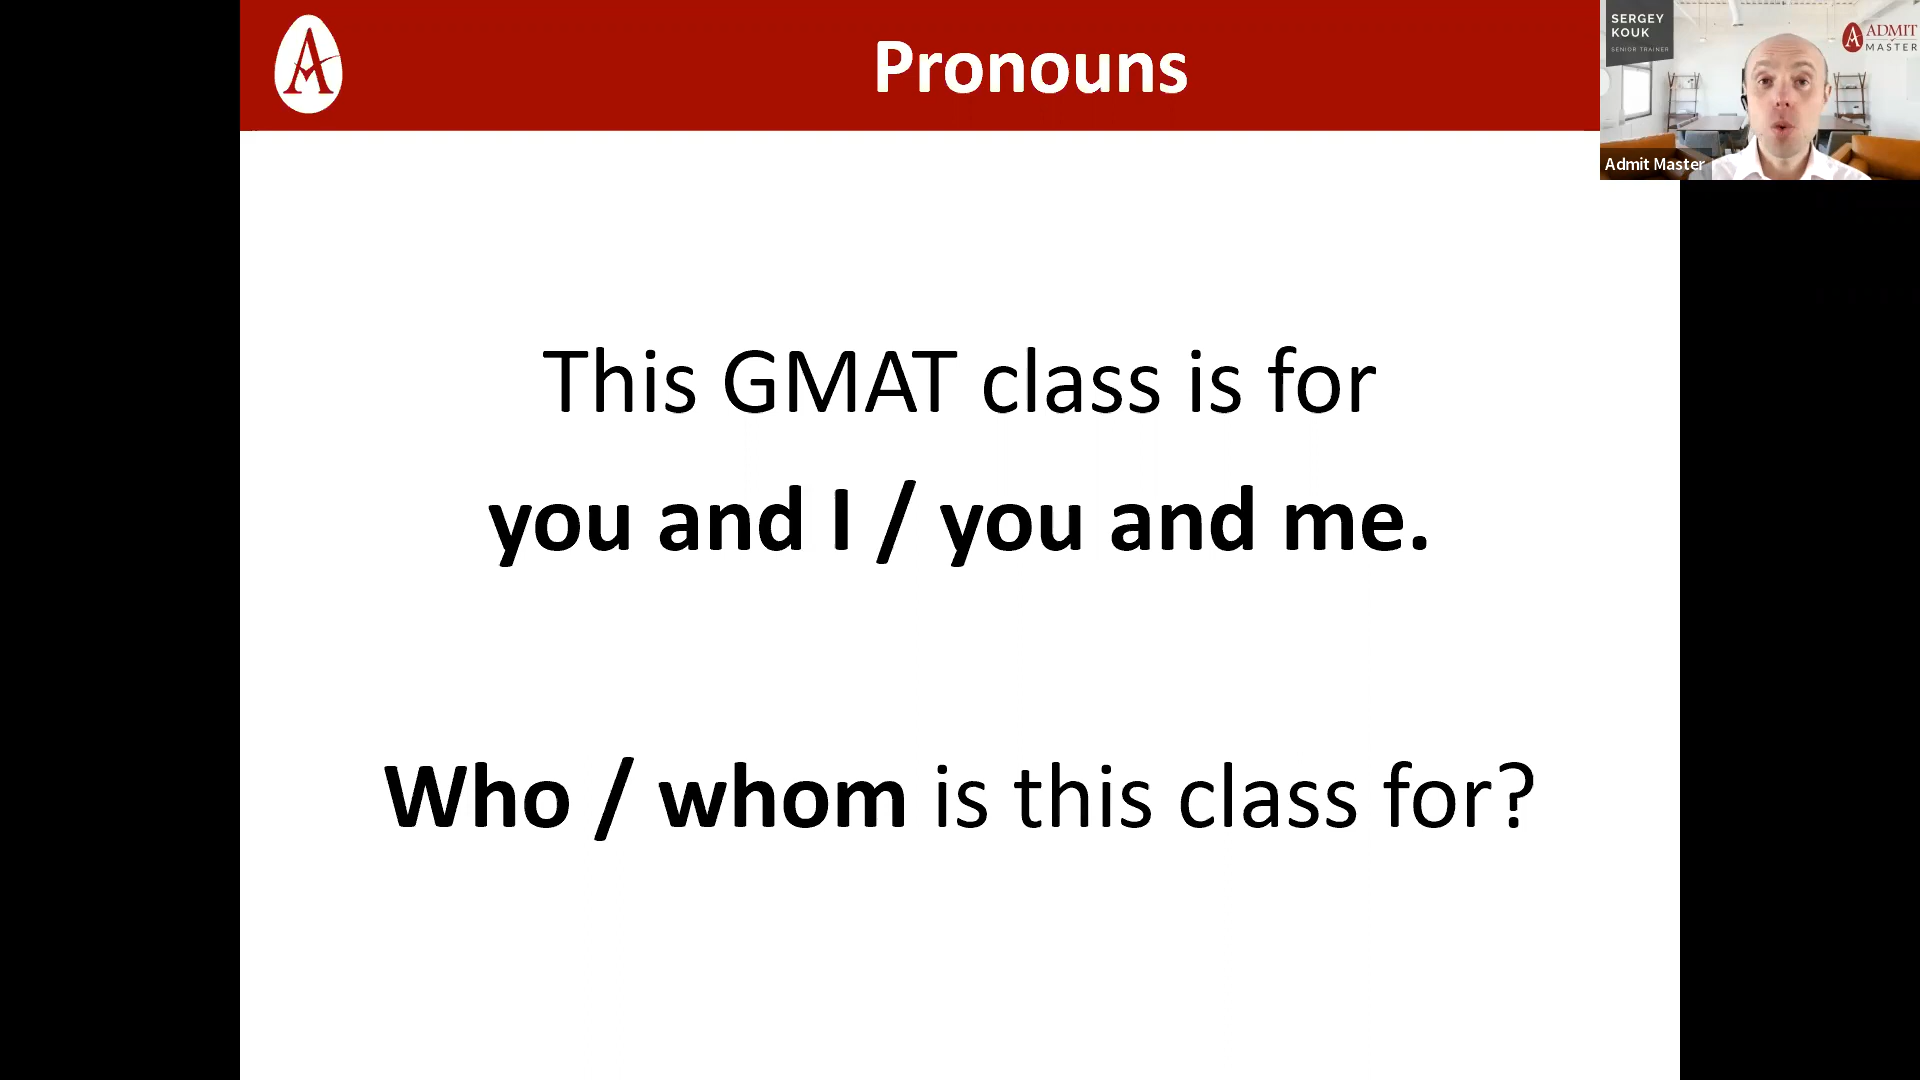 Pronouns
This GMAT class is for
you and I / you and me.
Who / whom is this class for?
SERGEY
KOUK
SENIOR TRAINER
ADMIT
MASTER
Admit Master